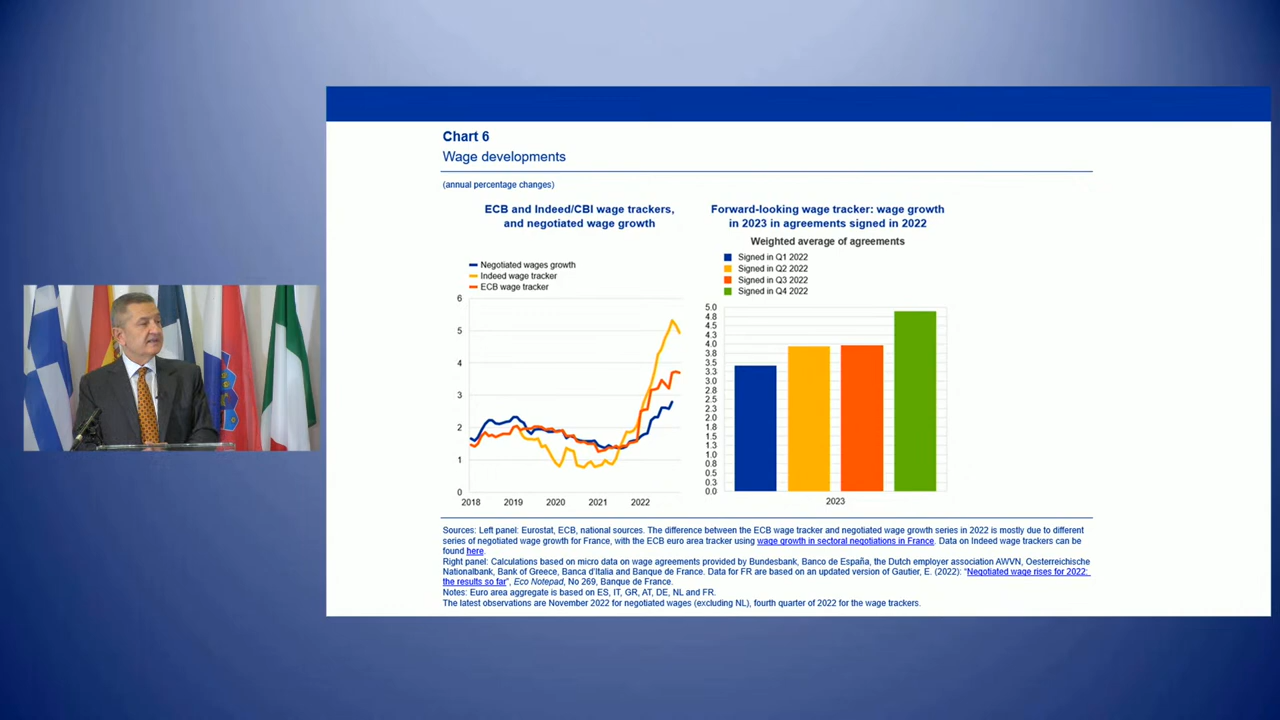 Chart 6
Wage developments
(annual percentage changes)
ECB and Indeed/CBI wage trackers,
and negotiated wage growth
Negotiated wages growth
Indeed wage tracker
ECB wage tracker
6
5
4
3
2
1
0
2018 2019 2020 2021 2022
Forward-looking wage tracker: wage growth
in 2023 in agreements signed in 2022
Weighted average of agreements
Signed in Q1 2022
Signed in Q2 2022
Signed in Q3 2022
Signed in Q4 2022
5.0
4.8
4.5
4.3
4.0
3.8
3.5
3.3
3.0
2.8
2.5
2.3
2.0
1.8
1.5
1.3
1.0
0.8
0.5
0.3
0.0
2023
Sources: Left panel: Eurostat, ECB, national sources. The difference between the ECB wage tracker and negotiated wage growth series in 2022 is mostly due to different
series of negotiated wage growth for France, with the ECB euro area tracker using wage growth in sectoral negotiations in France. Data on Indeed wage trackers can be
found here.
Right panel: Calculations based on micro data on wage agreements provided by Bundesbank, Banco de España, the Dutch employer association AWVN, Oesterreichische
Nationalbank, Bank of Greece, Banca d'Italia and Banque de France. Data for FR are based on an updated version of Gautier, E. (2022): "Negotiated wage rises for 2022:
the results so far", Eco Notepad, No 269, Banque de France.
Notes: Euro area aggregate is based on ES, IT, GR, AT, DE, NL and FR.
The latest observations are November 2022 for negotiated wages (excluding NL), fourth quarter of 2022 for the wage trackers.